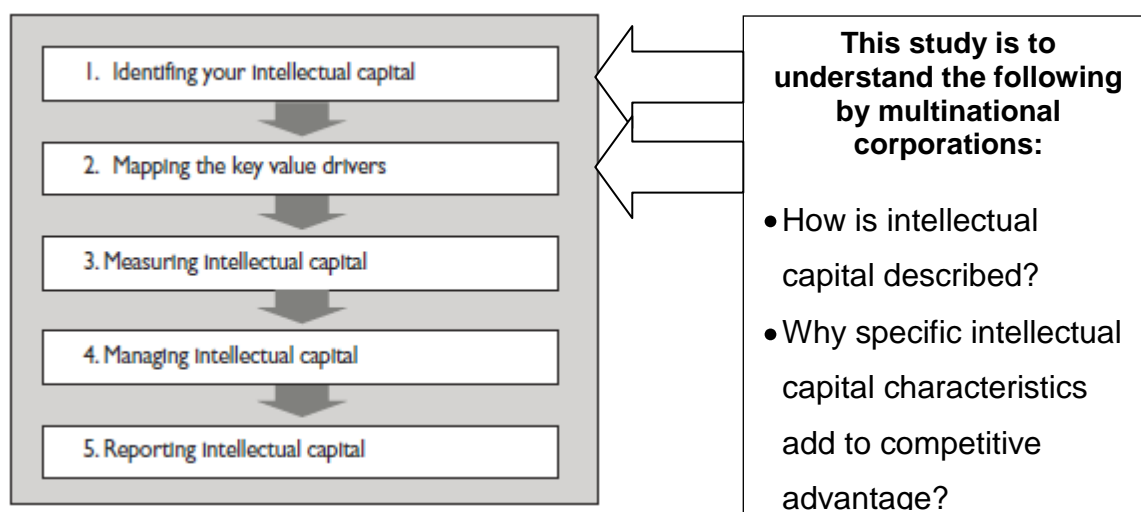 1. Identifing your intellectual capital
2. Mapping the key value drivers
3. Measuring intellectual capital
4. Managing intellectual capital
5. Reporting intellectual capital
This study is to
understand the following
by multinational
corporations:
• How is intellectual
capital described?
• Why specific intellectual
capital characteristics
add to competitive
advantage?